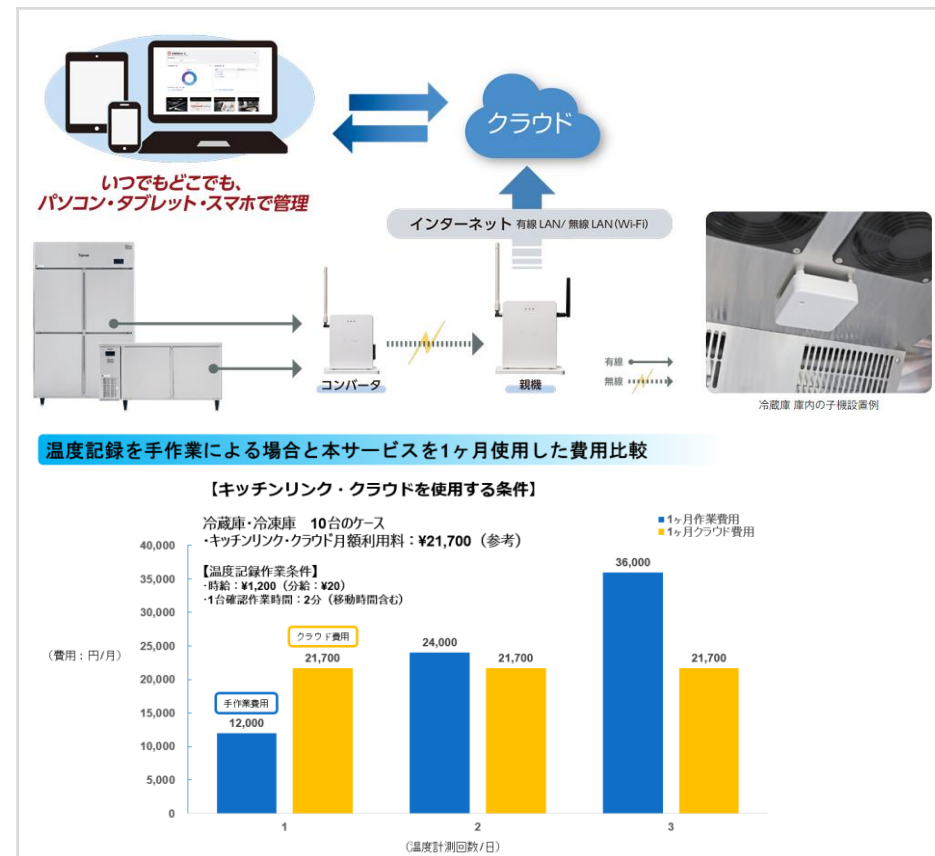 クラウド
いつでもどこでも、
パソコン・タブレット・スマホで管理
インターネット 有線LAN/ 無線LAN(Wi-Fi)
コンバータ
親機
有線
無線
冷蔵庫 庫内の子機設置例
温度記録を手作業による場合と本サービスを1ヶ月使用した費用比較
【キッチンリンク・クラウドを使用する条件】
冷蔵庫・冷凍庫 10台のケース
・キッチンリンク・クラウド月額利用料：¥21,700（参考）
【温度記録作業条件】
・時給：¥1,200（分給：¥20）
・1台確認作業時間：2分（移動時間含む）
■1ヶ月作業費用
■1ヶ月クラウド費用
（費用：円/月）
40,000
35,000
30,000
25,000
20,000
15,000
10,000
5,000
0
手作業費用
12,000
クラウド費用
21,700
24,000
21,700
36,000
21,700
1
2
3
（温度計測回数/日）